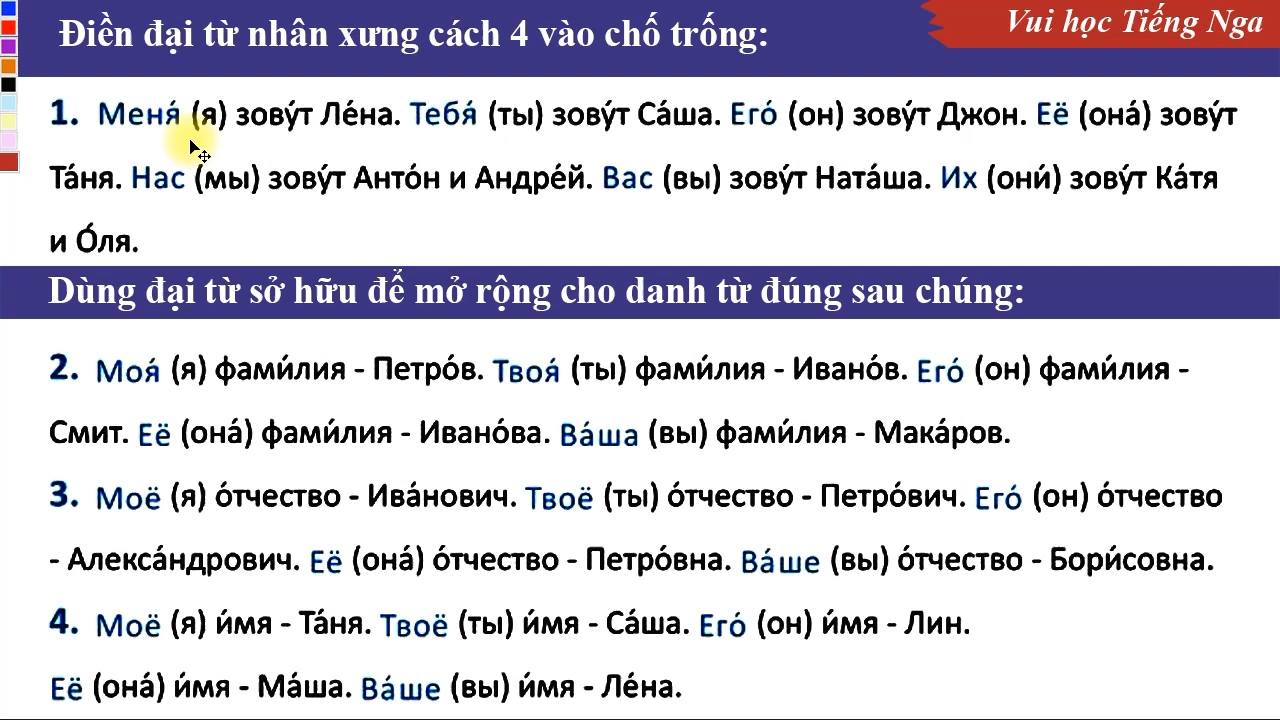 Điền đại từ nhân xưng cách 4 vào chố trống:
Vui học Tiếng Nga
1. Меня́ (я) зову́т Ле́на. Тебя́ (ты) зову́т Са́ша. Его́ (он) зову́т Джон. Её (она́) зову́т
Та́ня. Нас (мы) зову́т Анто́н и Андре́й. Вас (вы) зову́т Ната́ша. Их (они́) зову́т Ка́тя
и О́ля.
Dùng đại từ sở hữu để mở rộng cho danh từ đúng sau chúng:
2. Моя́ (я) фами́лия - Петро́в. Твоя́ (ты) фами́лия - Ивано́в. Его́ (он) фами́лия -
Смит. Её (она́) фами́лия - Ивано́ва. Ва́ша (вы) фами́лия - Мака́ров.
3. Моё (я) о́тчество - Ива́нович. Твоё (ты) о́тчество - Петро́вич. Его́ (он) о́тчество
- Алекса́ндрович. Её (она́) о́тчество - Петро́вна. Ва́ше (вы) о́тчество - Бори́совна.
4. Моё (я) и́мя - Та́ня. Твоё (ты) и́мя - Са́ша. Его́ (он) и́мя - Лин.
Её (она́) и́мя - Ма́ша. Ва́ше (вы) и́мя - Ле́на.